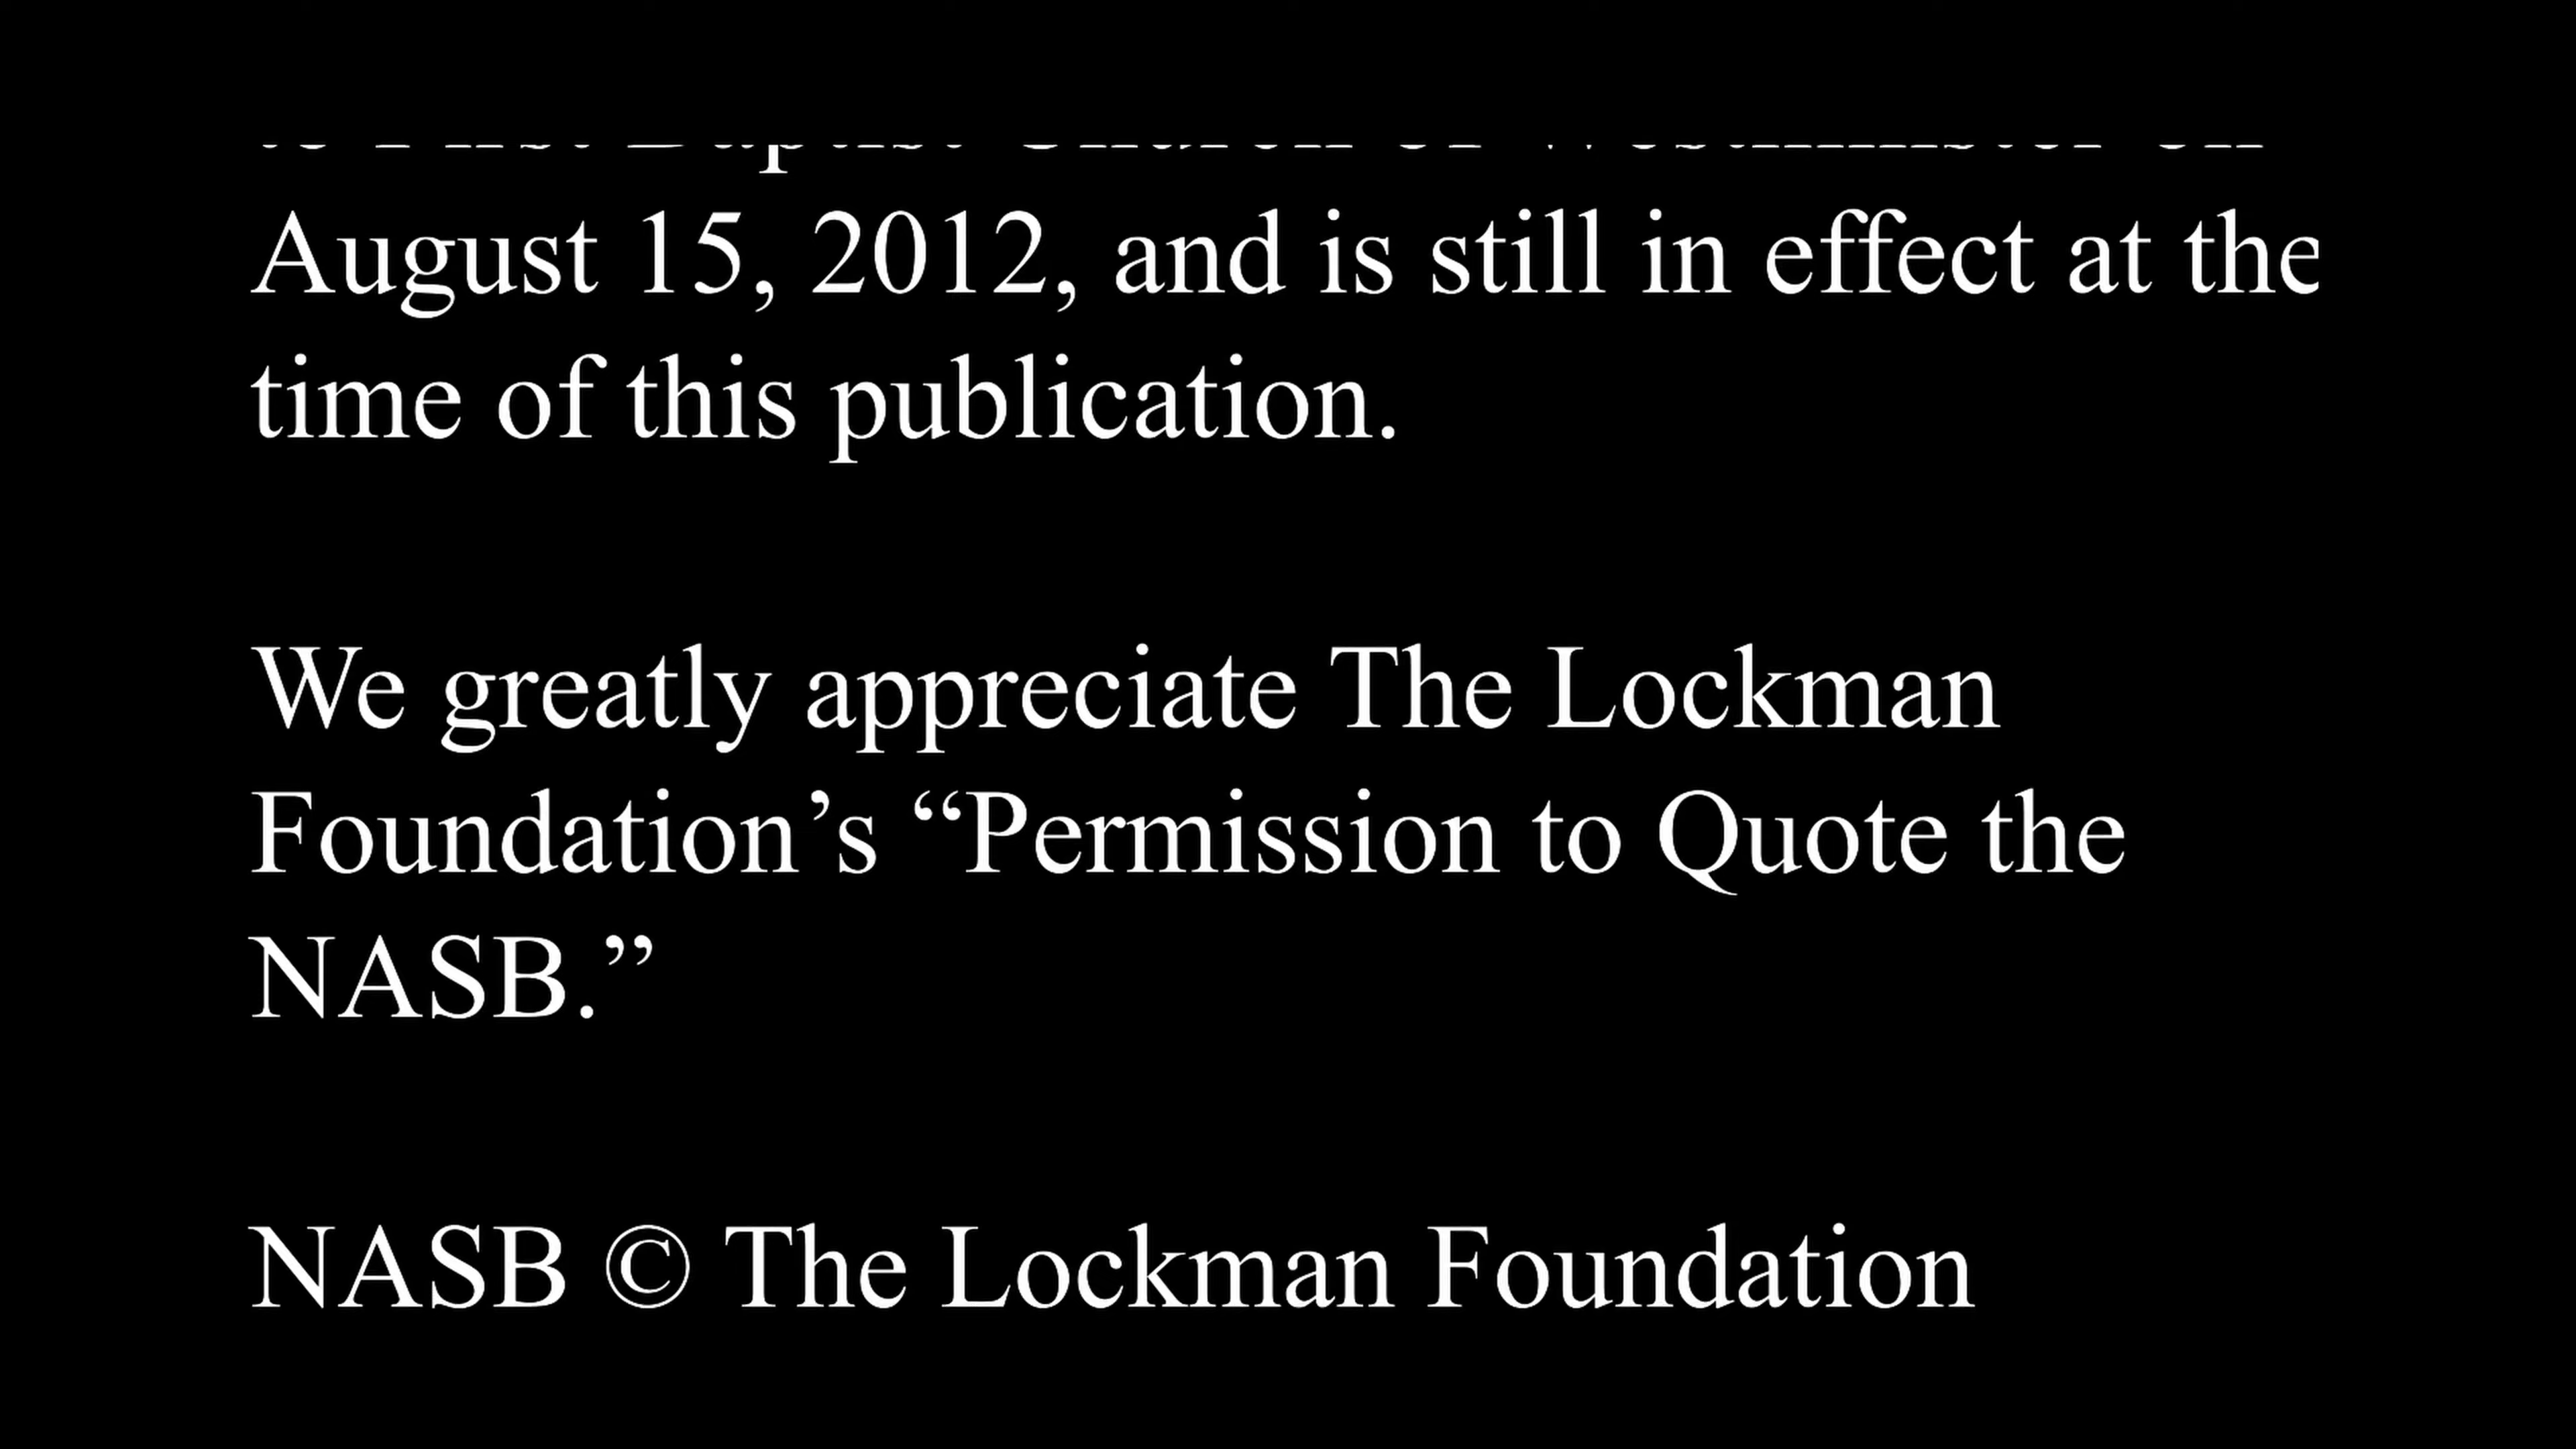 August 15, 2012, and is still in effect at the
time of this publication.
We greatly appreciate The Lockman
Foundation’s “Permission to Quote the
NASB.”
NASB © The Lockman Foundation